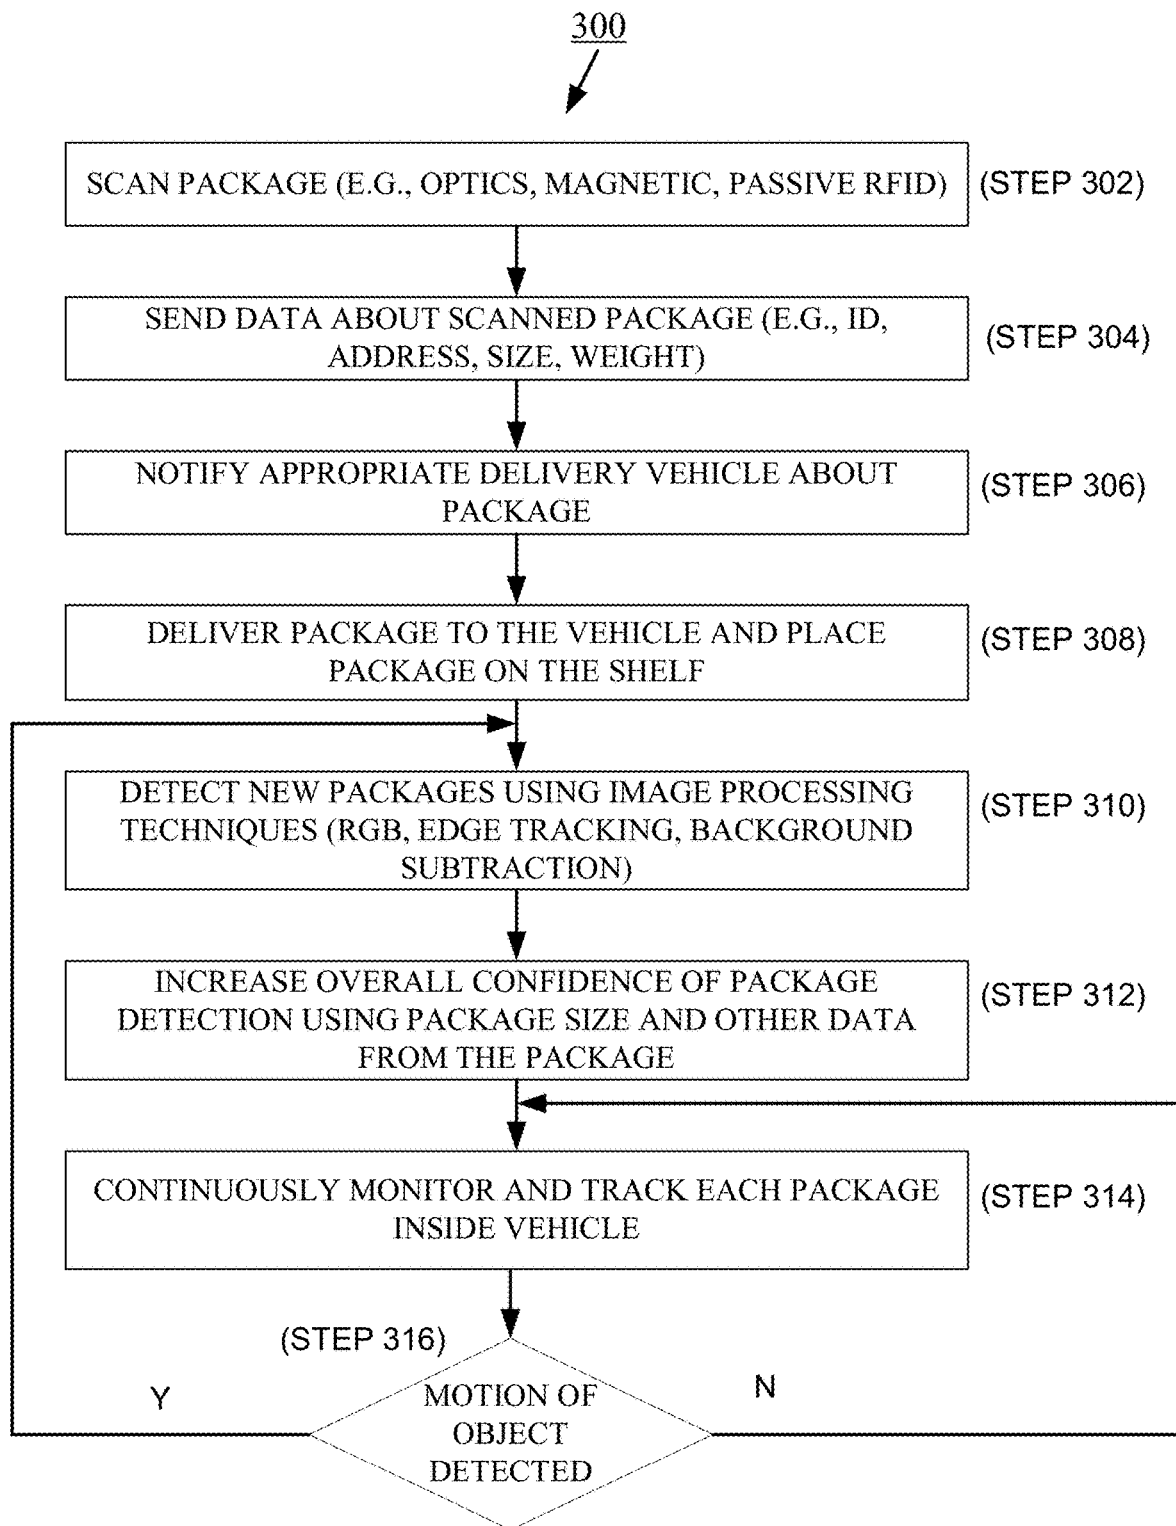 300
SCAN PACKAGE (E.G., OPTICS, MAGNETIC, PASSIVE RFID)
(STEP 302)
SEND DATA ABOUT SCANNED PACKAGE (E.G., ID,
ADDRESS, SIZE, WEIGHT)
(STEP 304)
NOTIFY APPROPRIATE DELIVERY VEHICLE ABOUT
PACKAGE
(STEP 306)
DELIVER PACKAGE TO THE VEHICLE AND PLACE
PACKAGE ON THE SHELF
(STEP 308)
DETECT NEW PACKAGES USING IMAGE PROCESSING
TECHNIQUES (RGB, EDGE TRACKING, BACKGROUND
SUBTRACTION)
(STEP 310)
INCREASE OVERALL CONFIDENCE OF PACKAGE
DETECTION USING PACKAGE SIZE AND OTHER DATA
FROM THE PACKAGE
(STEP 312)
CONTINUOUSLY MONITOR AND TRACK EACH PACKAGE
INSIDE VEHICLE
(STEP 314)
(STEP 316)
Y
MOTION OF
OBJECT
DETECTED
N